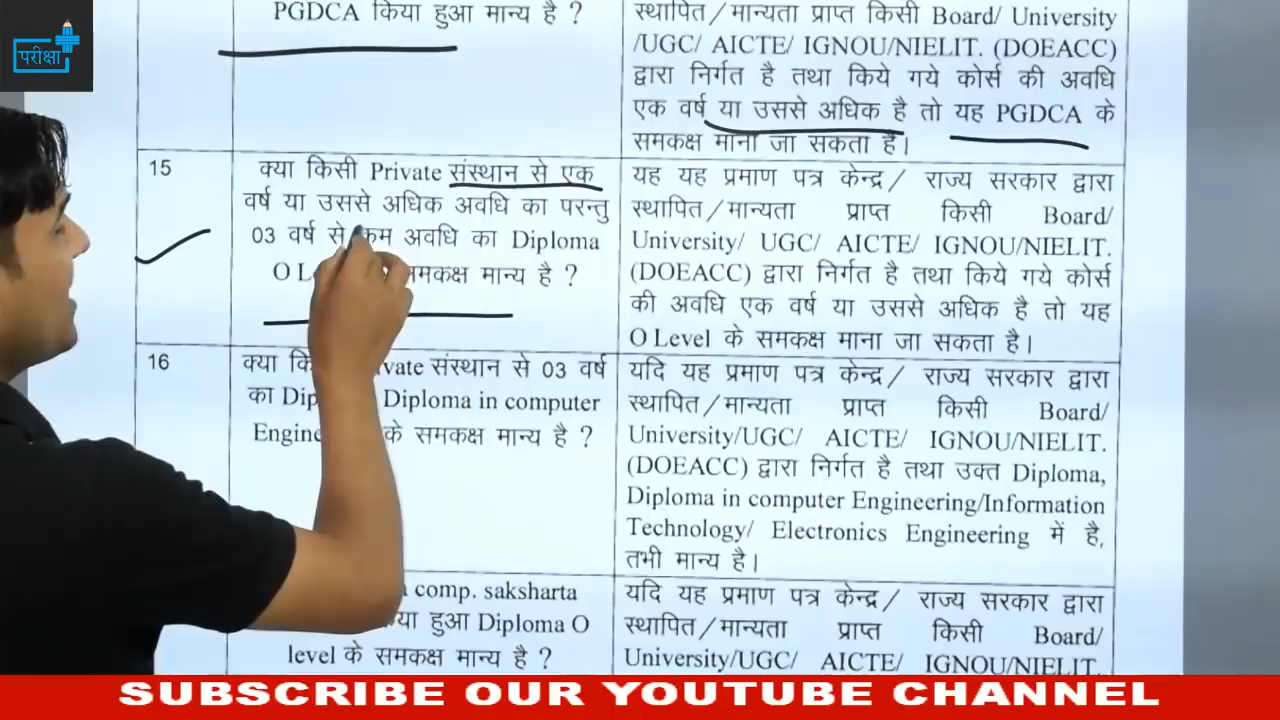 परीक्षा
PGDCA किया हुआ मान्य है ?
स्थापित/मान्यता प्राप्त किसी Board/ University
/UGC/ AICTE/ IGNOU/NIELIT. (DOEACC)
द्वारा निर्गत है तथा किये गये कोर्स की अवधि
एक वर्ष या उससे अधिक है तो यह PGDCA के
समकक्ष माना जा सकता है।
15
क्या किसी Private संस्थान से एक
वर्ष या उससे अधिक अवधि का परन्तु
03 वर्ष से कम अवधि का Diploma
O समकक्ष मान्य है ?
यह यह प्रमाण पत्र केन्द्र/ राज्य सरकार द्वारा
स्थापित/मान्यता प्राप्त किसी Board/
University/ UGC/ AICTE/ IGNOU/NIELIT.
(DOEACC) द्वारा निर्गत है तथा किये गये कोर्स
की अवधि एक वर्ष या उससे अधिक है तो यह
O Level के समकक्ष माना जा सकता है।
16
क्या संस्थान से 03 वर्ष
का Diploma in computer
के समकक्ष मान्य है ?
यदि यह प्रमाण पत्र केन्द्र/ राज्य सरकार द्वारा
स्थापित/मान्यता प्राप्त किसी Board/
University/UGC/ AICTE/ IGNOU/NIELIT.
(DOEACC) द्वारा निर्गत है तथा उक्त Diploma,
Diploma in computer Engineering/Information
Technology/ Electronics Engineering में है,
तभी मान्य है।
comp. saksharta
हुआ Diploma O
level के समकक्ष मान्य है ?
यदि यह प्रमाण पत्र केन्द्र/ राज्य सरकार द्वारा
स्थापित/मान्यता प्राप्त किसी Board/
University/UGC/ AICTE/ IGNOU/NIELIT.
SUBSCRIBE OUR YOUTUBE CHANNEL